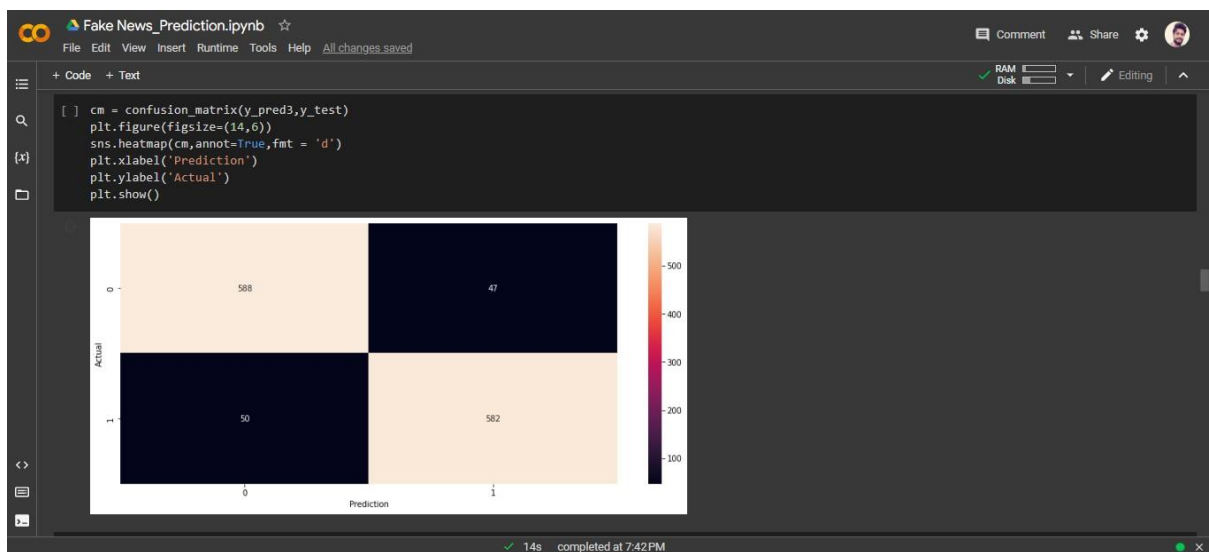 CO Fake News_Prediction.ipynb
Comment Share
File Edit View Insert Runtime Tools Help All changes saved
+ Code + Text
RAM
Disk
Editing
[ ] cm = confusion_matrix(y_pred3,y_test)
plt.figure(figsize=(14,6))
sns.heatmap(cm,annot=True,fmt = 'd')
plt.xlabel('Prediction')
plt.ylabel('Actual')
plt.show()
{x}
500
0
588
47
400
Actual
300
200
1
50
582
100
0
1
Prediction
14s completed at 7:42 PM